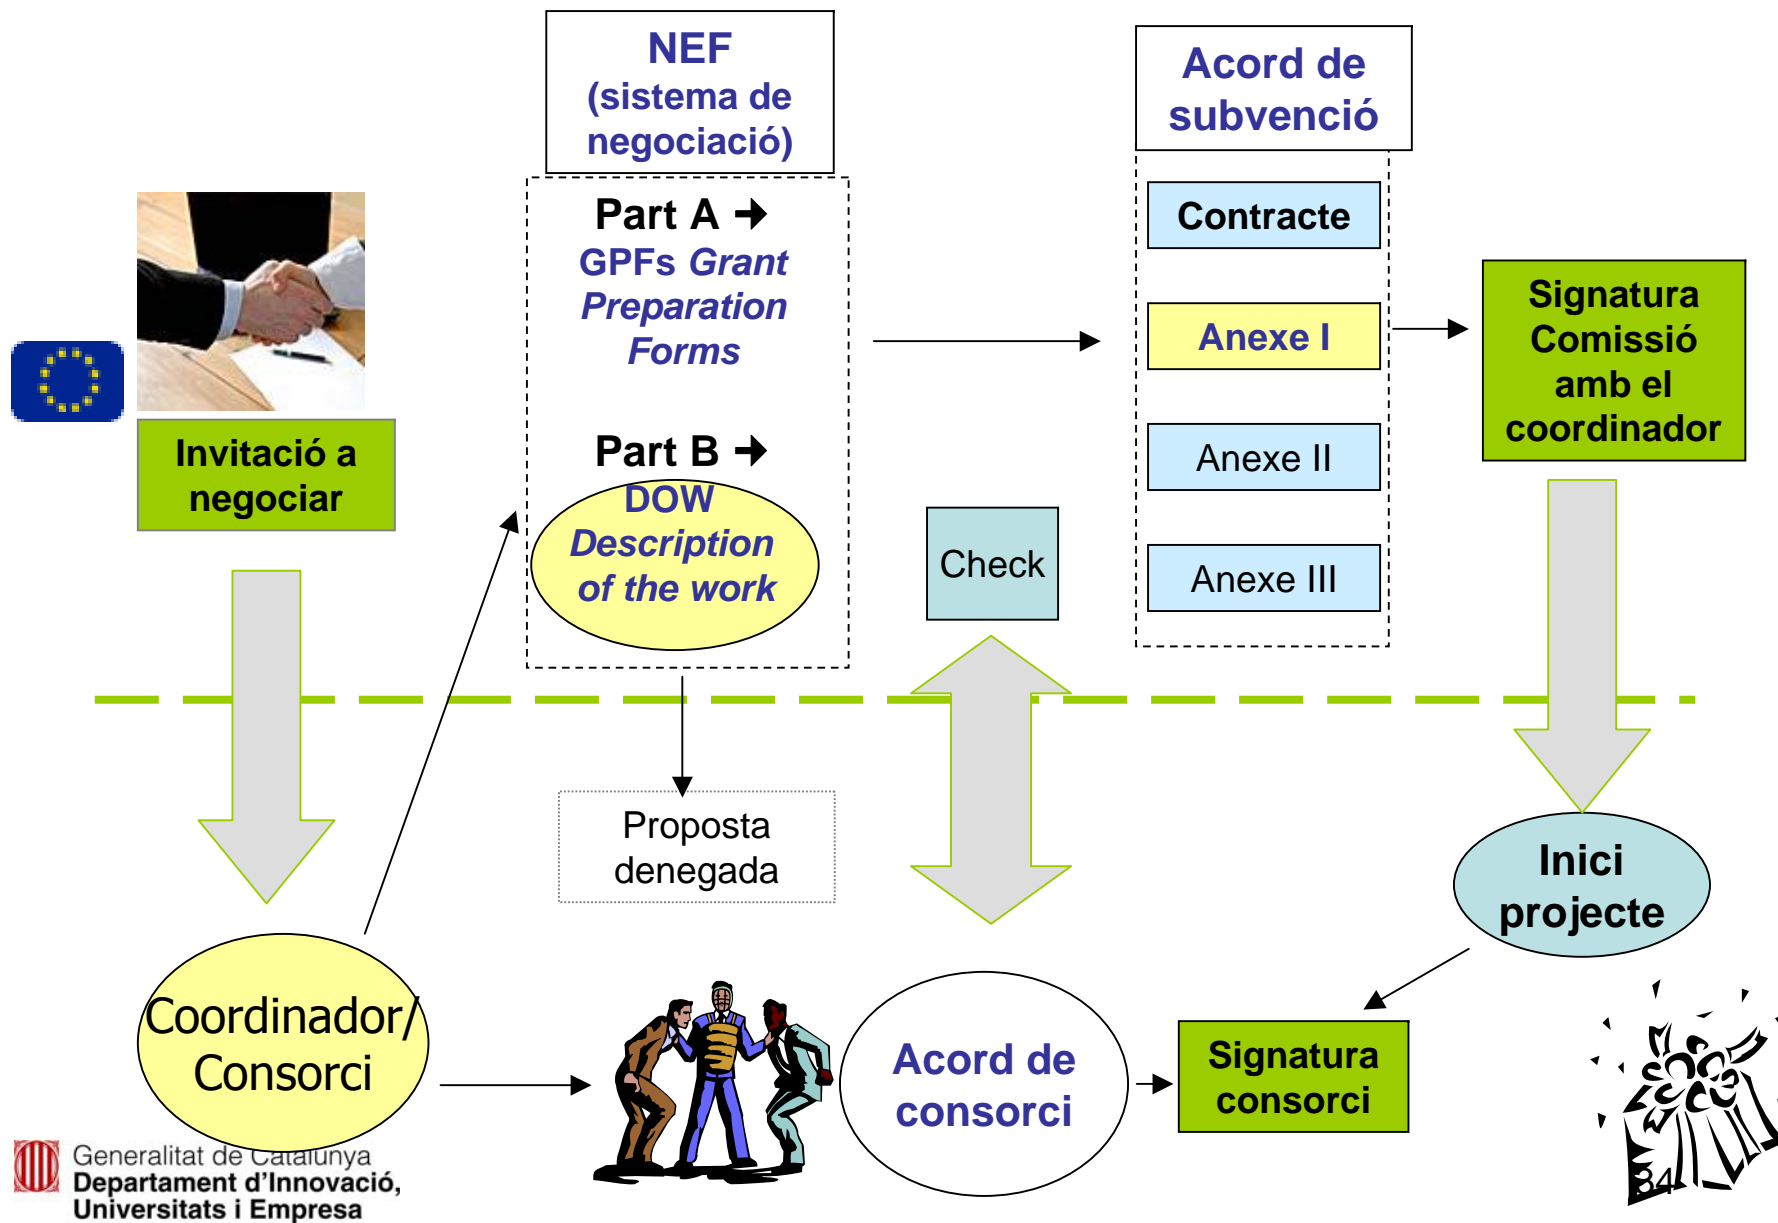 NEF
(sistema de
negociació)
Acord de
subvenció
Part A ➔
GPFs Grant
Preparation
Forms
Part B ➔
DOW
Description
of the work
Contracte
Anexe I
Anexe II
Anexe III
Signatura
Comissió
amb el
coordinador
Invitació a
negociar
Check
Proposta
denegada
Inici
projecte
Coordinador/
Consorci
Acord de
consorci
Signatura
consorci
Generalitat de Catalunya
Departament d'Innovació,
Universitats i Empresa
34